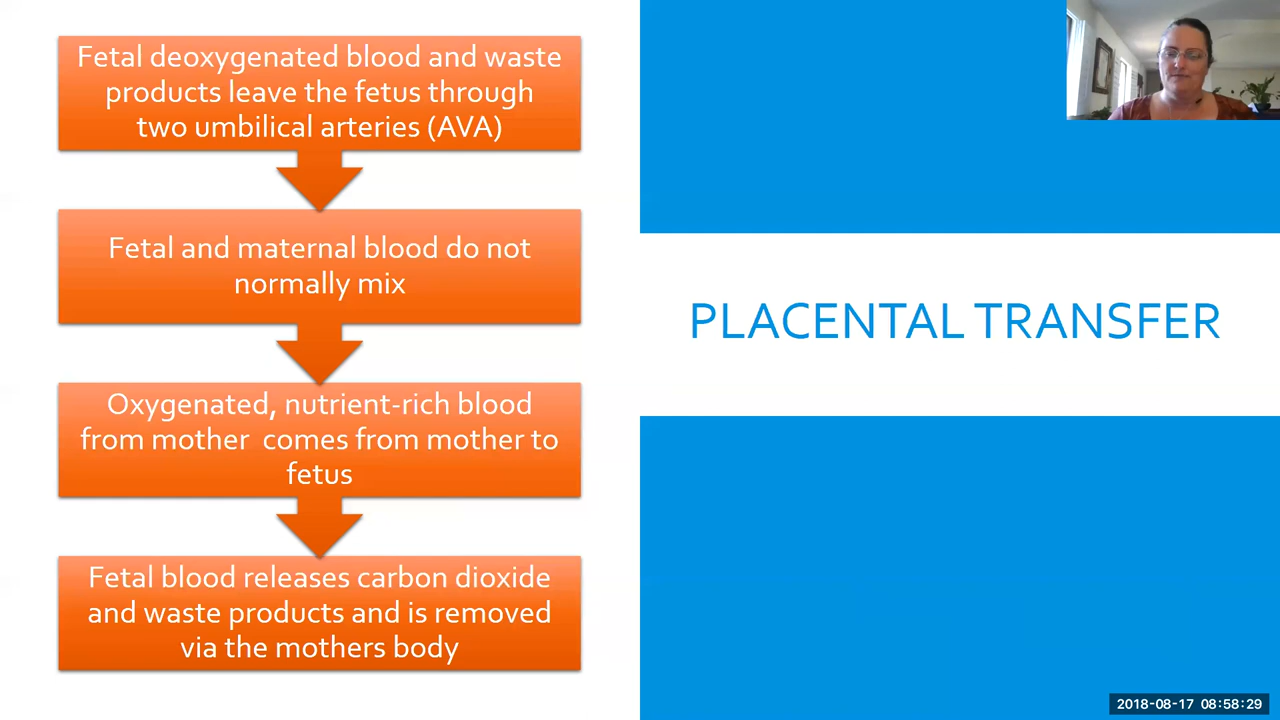 Fetal deoxygenated blood and waste
products leave the fetus through
two umbilical arteries (AVA)
Fetal and maternal blood do not
normally mix
Oxygenated, nutrient-rich blood
from mother  comes from mother to
fetus
Fetal blood releases carbon dioxide
and waste products and is removed
via the mothers body
PLACENTAL TRANSFER
2018-08-17 08:58:29